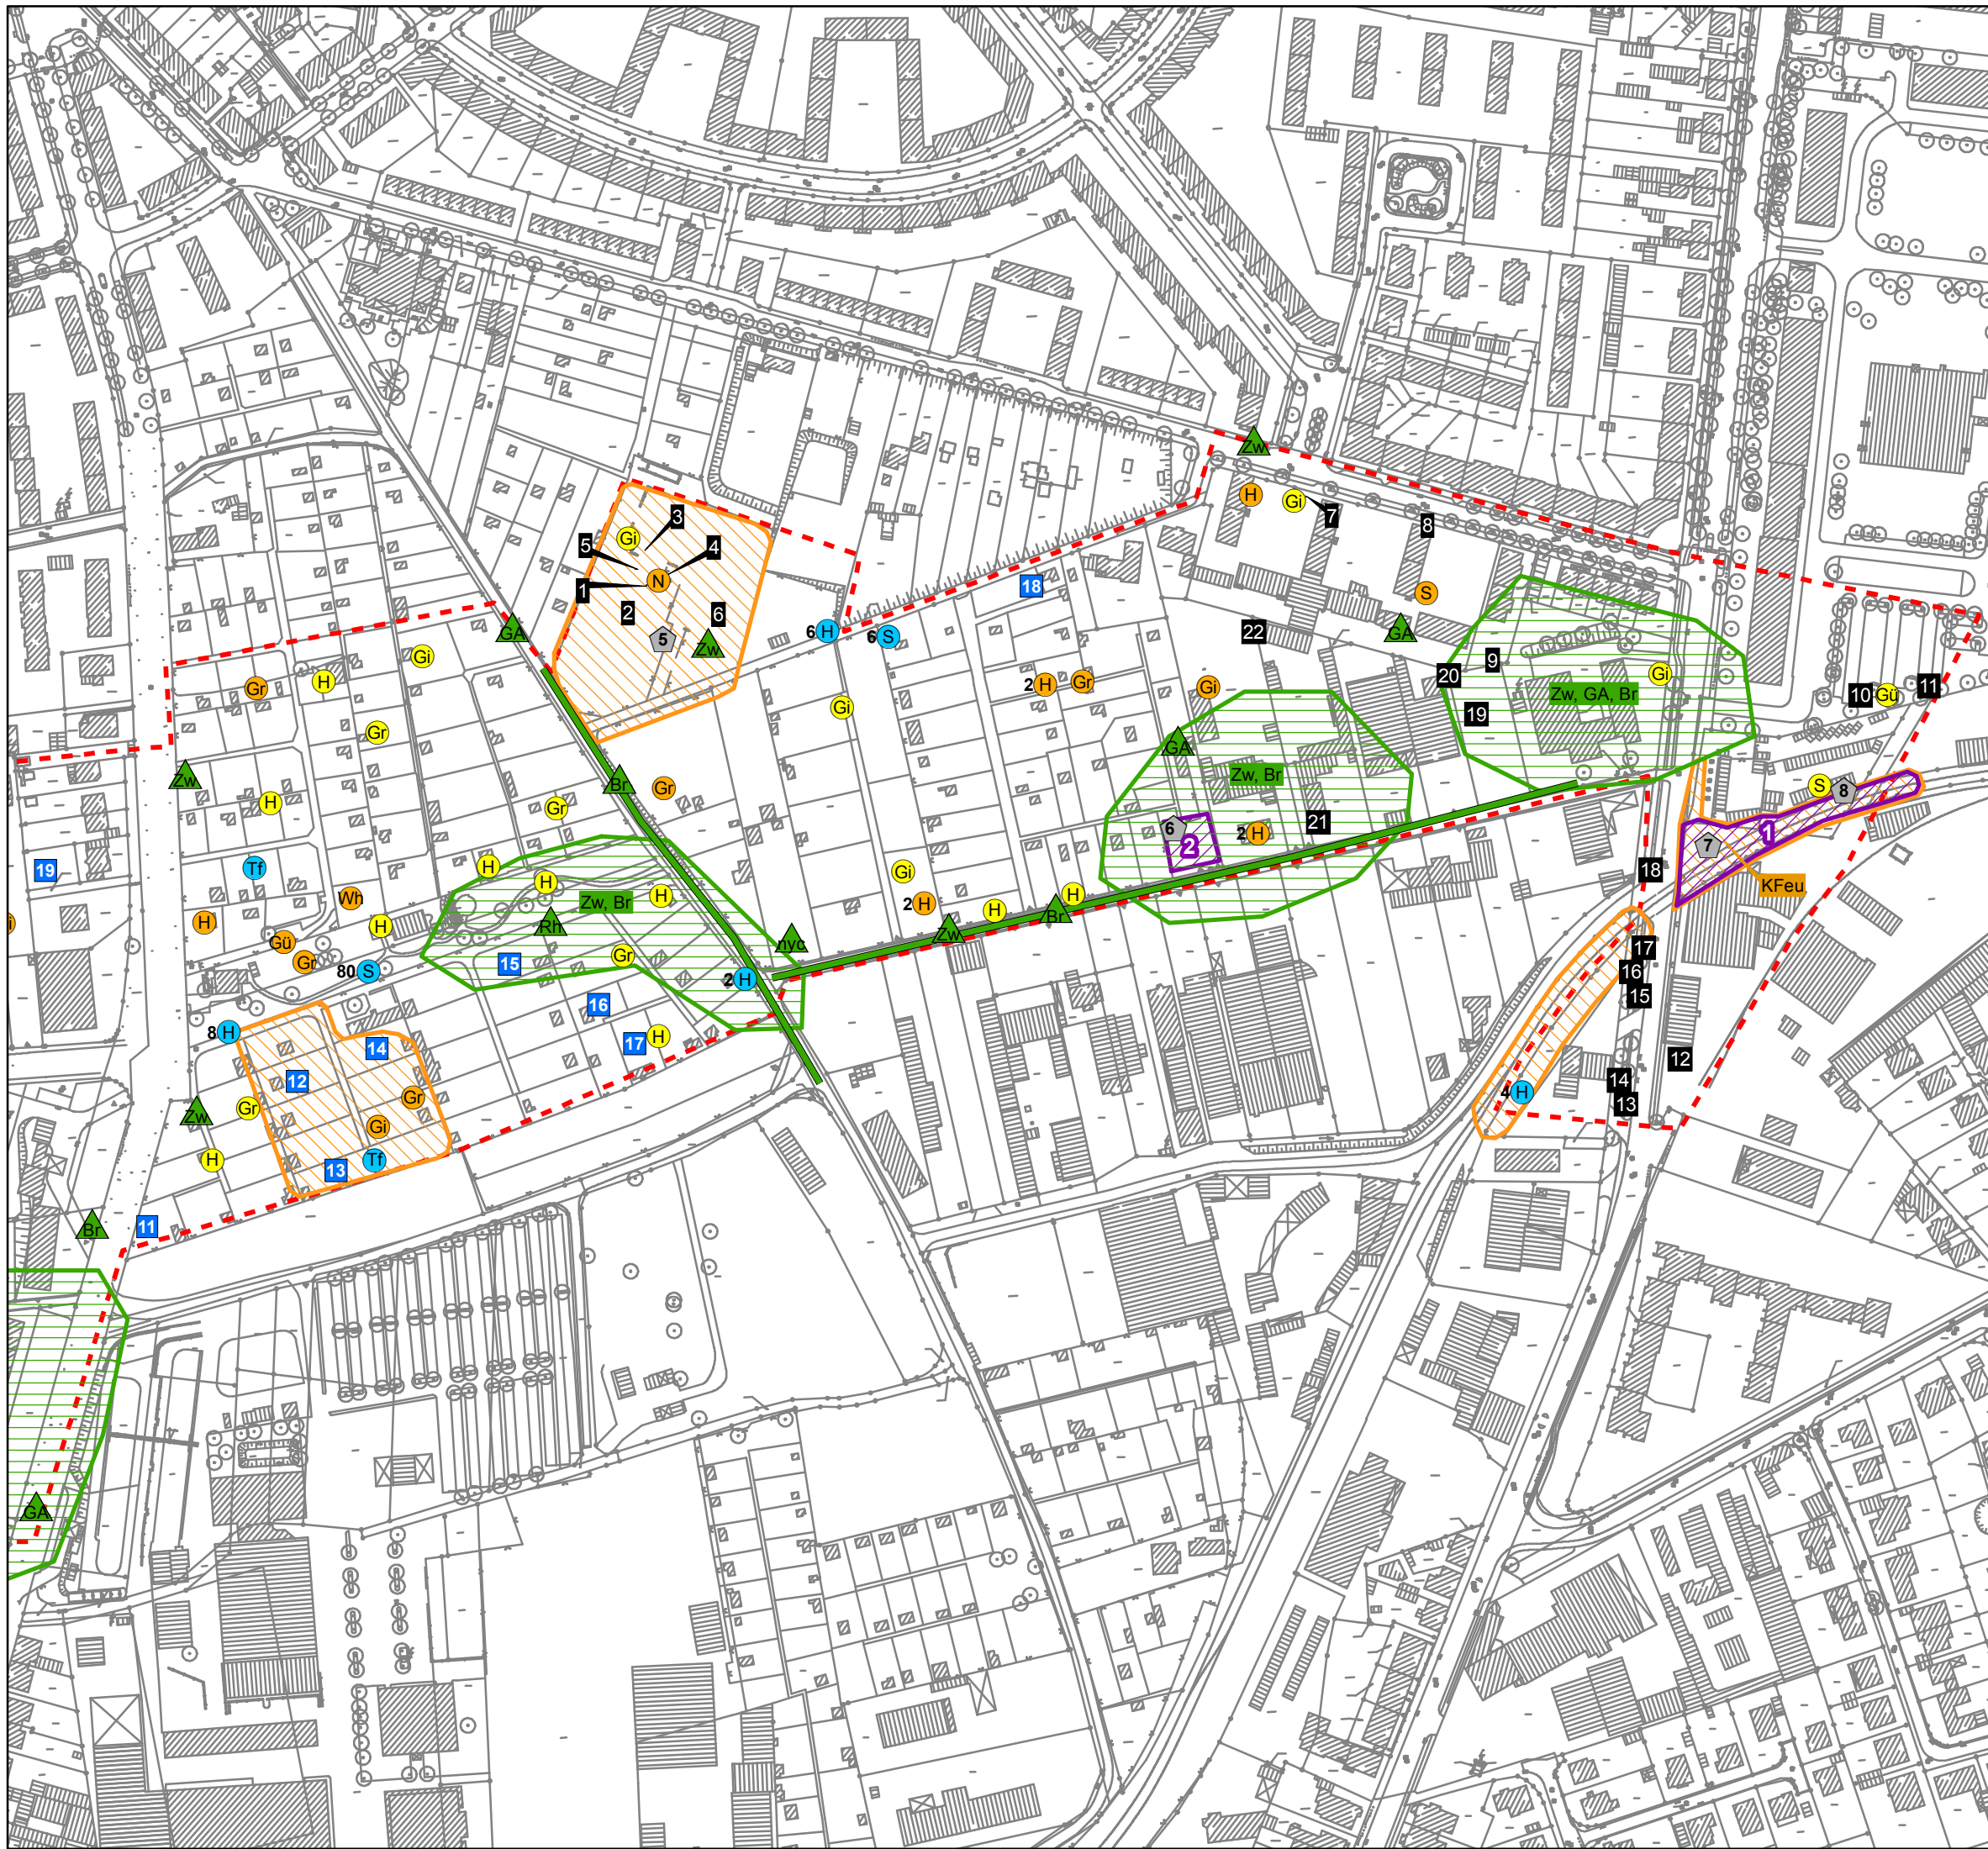 Zw
H
Gi
7
8
3
Gi
5
4
N
1
2
6
5
Zw
18
GA
6 H
6 S
S
22
GA
9
20
Zw, GA, Br
Gi
10
Gü
11
19
Gi
Gr
H
Gi
2 H
Gr
Gi
Gr
Zw
Br
Gr
H
Gr
GA
Zw, Br
6
2
2 H
21
S
8
1
7
KFeu
18
19
Tf
H
H
Wh
Zw, Br
H
Gi
2 H
H
H
Br
Zw
nyc
Rh
H
H
Gü
Gr
80 S
15
Gr
2 H
17
16
15
8 H
14
16
17
H
12
12
Gr
Gr
Gi
Zw
H
13
Tf
4 H
14
13
Br
11
GA